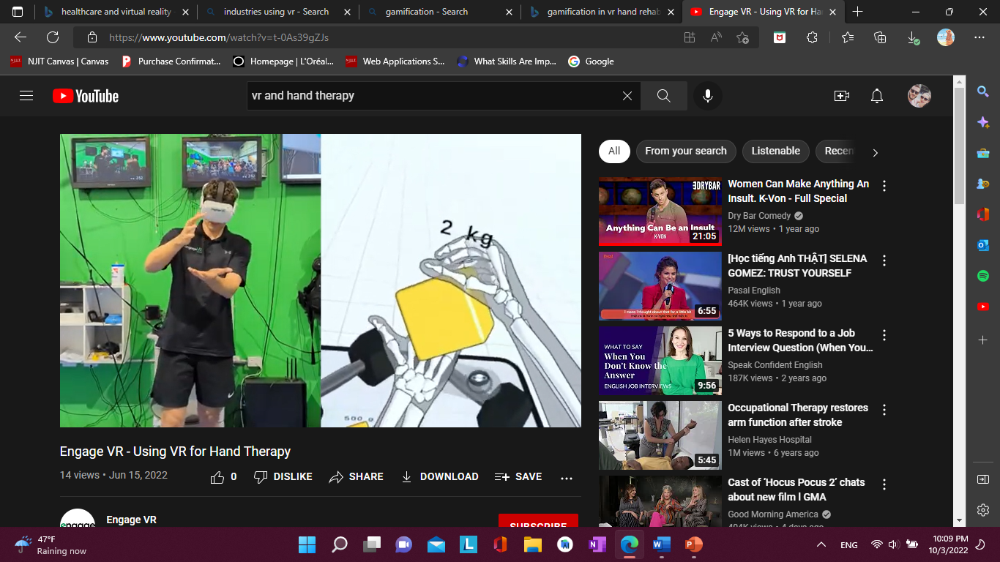 healthcare and virtual reality
industries using vr - Search
gamification - Search
gamification in vr hand rehab
Engage VR - Using VR for Ha
https://www.youtube.com/watch?v=t-0As39gZJs
NJIT Canvas | Canvas
Purchase Confirmat...
Homepage | L'Oréal...
Web Applications S...
What Skills Are Imp...
Google
YouTube
vr and hand therapy
2 kg
500 g
All
From your search
Listenable
Recen
DRYBAR
Anything Can Be an Insult
K-VON
21:05
Women Can Make Anything An
Insult. K-Von - Full Special
Dry Bar Comedy
12M views • 1 year ago
Pasal
I mean I thought about that for a little bit
6:55
[Học tiếng Anh THẬT] SELENA
GOMEZ: TRUST YOURSELF
Pasal English
464K views • 1 year ago
WHAT TO SAY
When You
Don't Know the
Answer
ENGLISH JOB INTERVIEWS
9:56
5 Ways to Respond to a Job
Interview Question (When You...
Speak Confident English
187K views • 2 years ago
5:45
Occupational Therapy restores
arm function after stroke
Helen Hayes Hospital
1M views • 6 years ago
Cast of ‘Hocus Pocus 2’ chats
about new film l GMA
Good Morning America
404K views • 4 days ago
Engage VR - Using VR for Hand Therapy
14 views • Jun 15, 2022
0
DISLIKE
SHARE
DOWNLOAD
SAVE
engage
Engage VR
SUBSCRIBE
47°F
Raining now
ENG
10:09 PM
10/3/2022